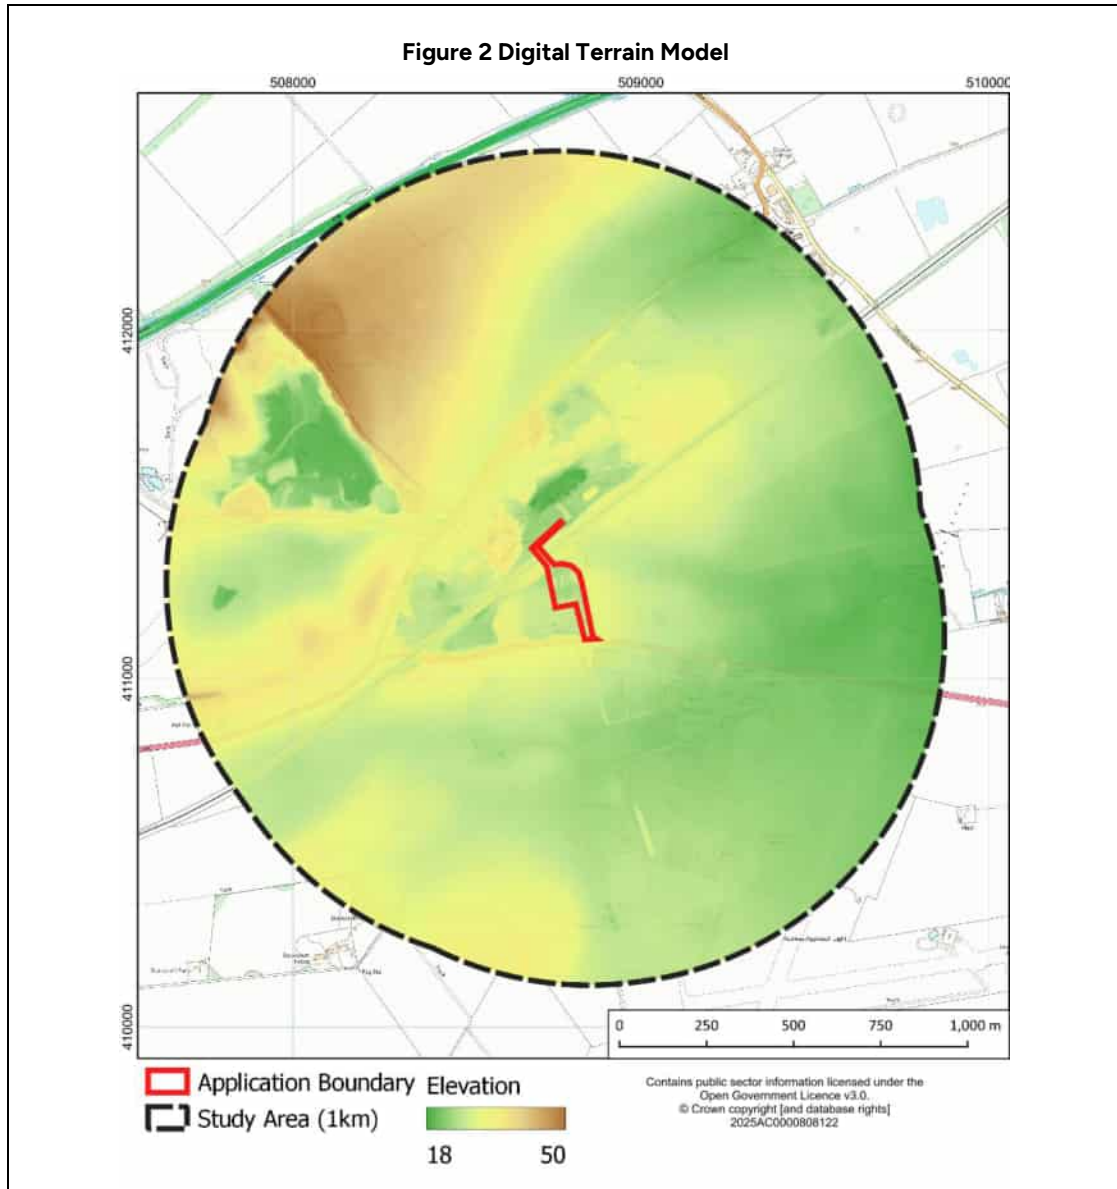 Figure 2 Digital Terrain Model
508000
509000
510000
412000
411000
410000
0
250
500
750
1,000 m
Application Boundary
Study Area (1km)
Elevation
18
50
Contains public sector information licensed under the
Open Government Licence v3.0.
© Crown copyright [and database rights]
2025AC0000808122